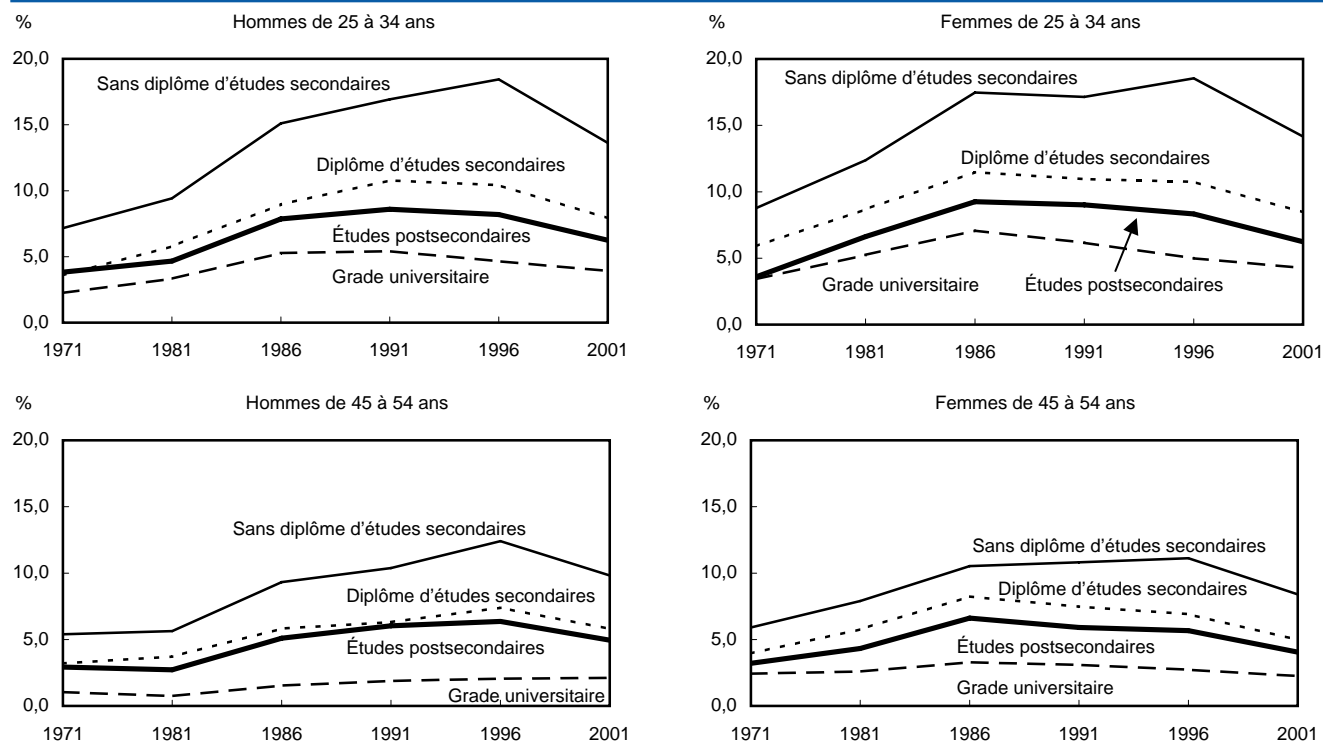 %
Hommes de 25 à 34 ans
20,0
Sans diplôme d'études secondaires
15,0
Diplôme d'études secondaires
10,0
Études postsecondaires
5,0
Grade universitaire
0,0
1971 1981 1986 1991 1996 2001
%
Femmes de 25 à 34 ans
20,0
Sans diplôme d'études secondaires
15,0
Diplôme d'études secondaires
10,0
5,0
Grade universitaire
Études postsecondaires
0,0
1971 1981 1986 1991 1996 2001
%
Hommes de 45 à 54 ans
20,0
15,0
Sans diplôme d'études secondaires
10,0
Diplôme d'études secondaires
5,0
Études postsecondaires
Grade universitaire
0,0
1971 1981 1986 1991 1996 2001
%
Femmes de 45 à 54 ans
20,0
15,0
Sans diplôme d'études secondaires
10,0
Diplôme d'études secondaires
5,0
Études postsecondaires
Grade universitaire
0,0
1971 1981 1986 1991 1996 2001